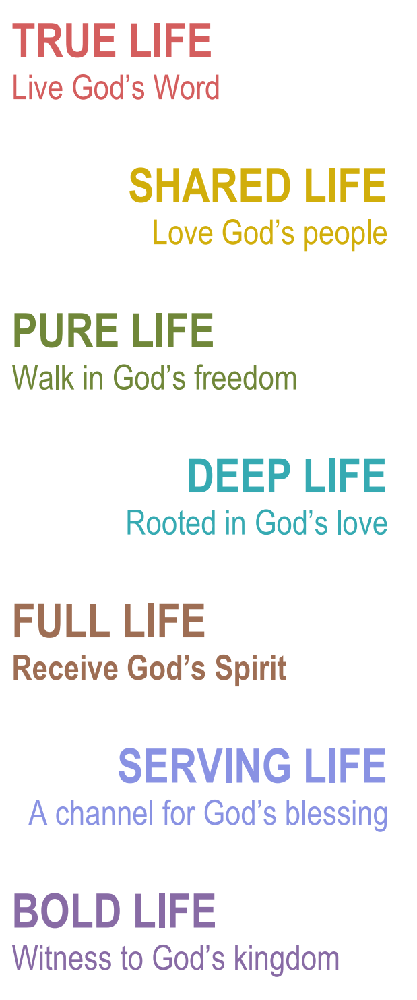 TRUE LIFE
Live God’s Word
SHARED LIFE
Love God’s people
PURE LIFE
Walk in God’s freedom
DEEP LIFE
Rooted in God’s love
FULL LIFE
Receive God’s Spirit
SERVING LIFE
A channel for God’s blessing
BOLD LIFE
Witness to God’s kingdom